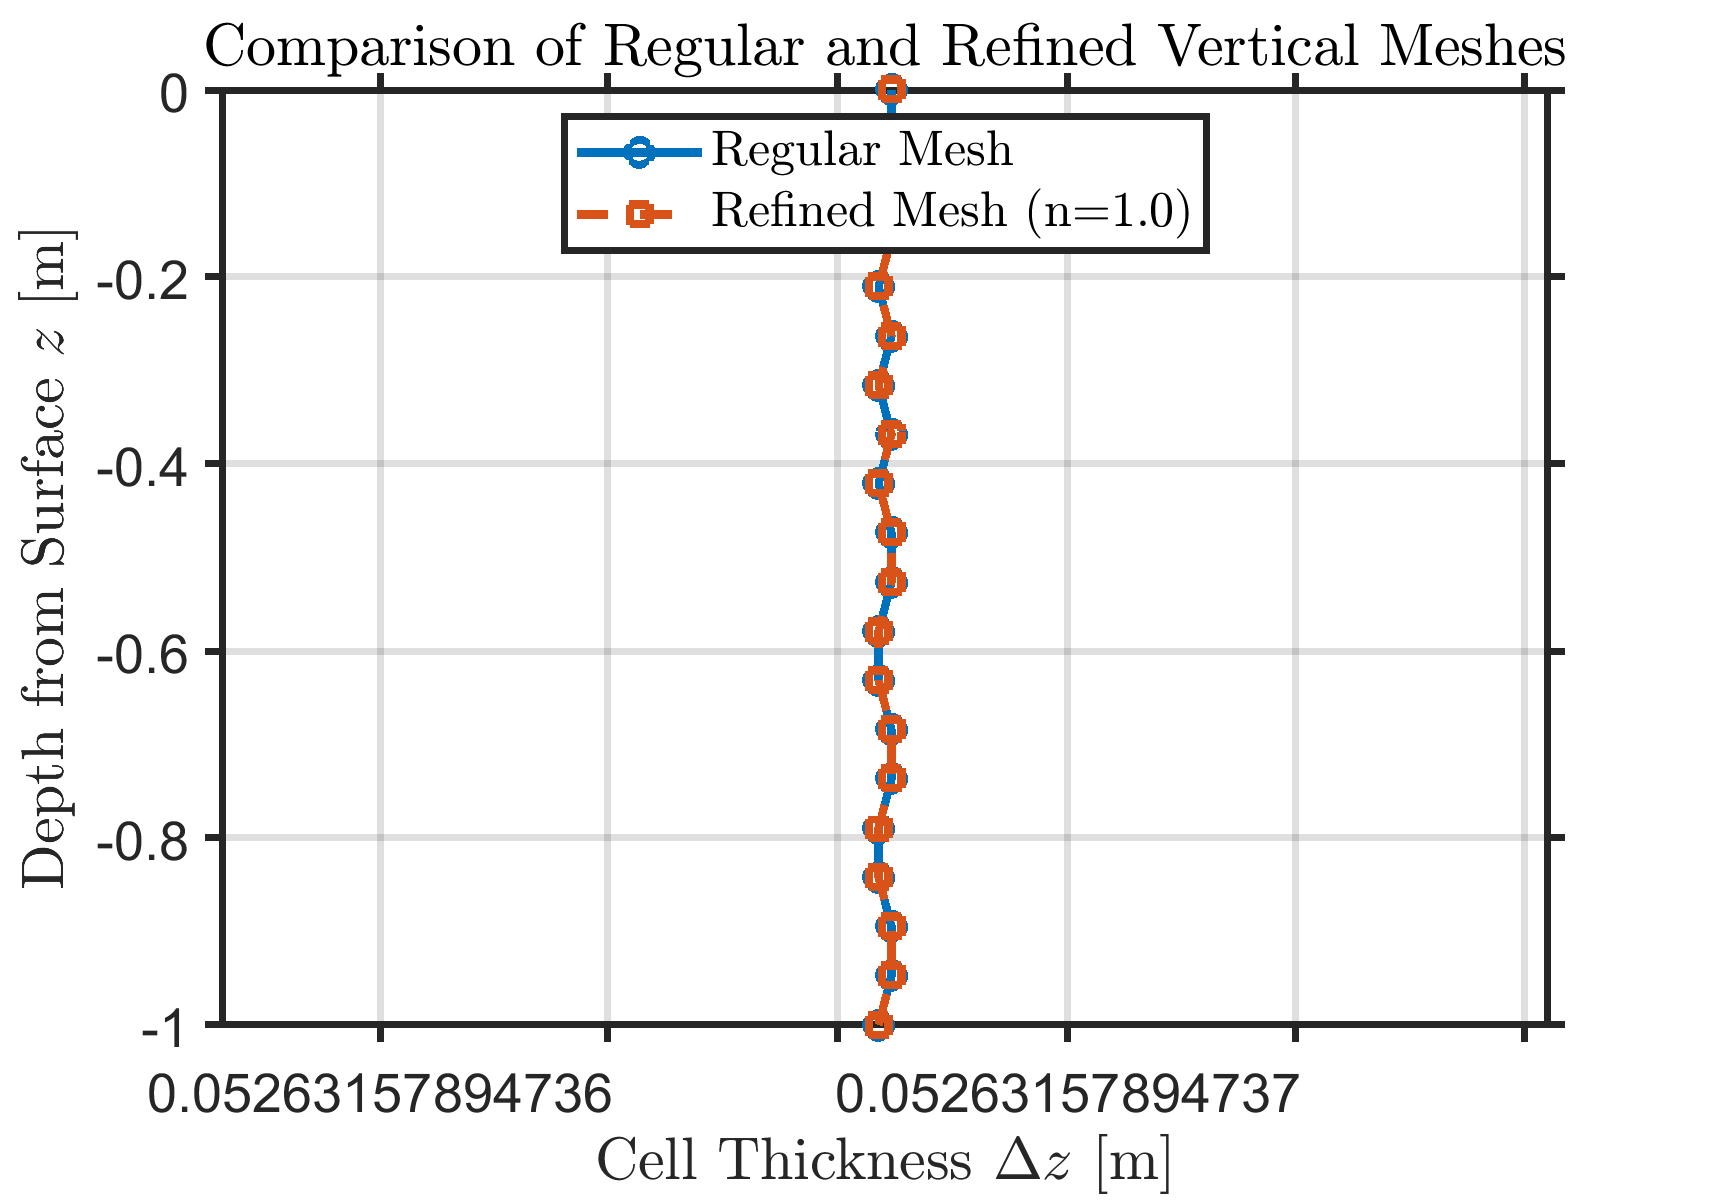 Comparison of Regular and Refined Vertical Meshes
0
Regular Mesh
Refined Mesh (n=1.0)
-0.2
-0.4
-0.6
-0.8
-1
Depth from Surface z [m]
0.05263157894736 0.05263157894737
Cell Thickness Δz [m]